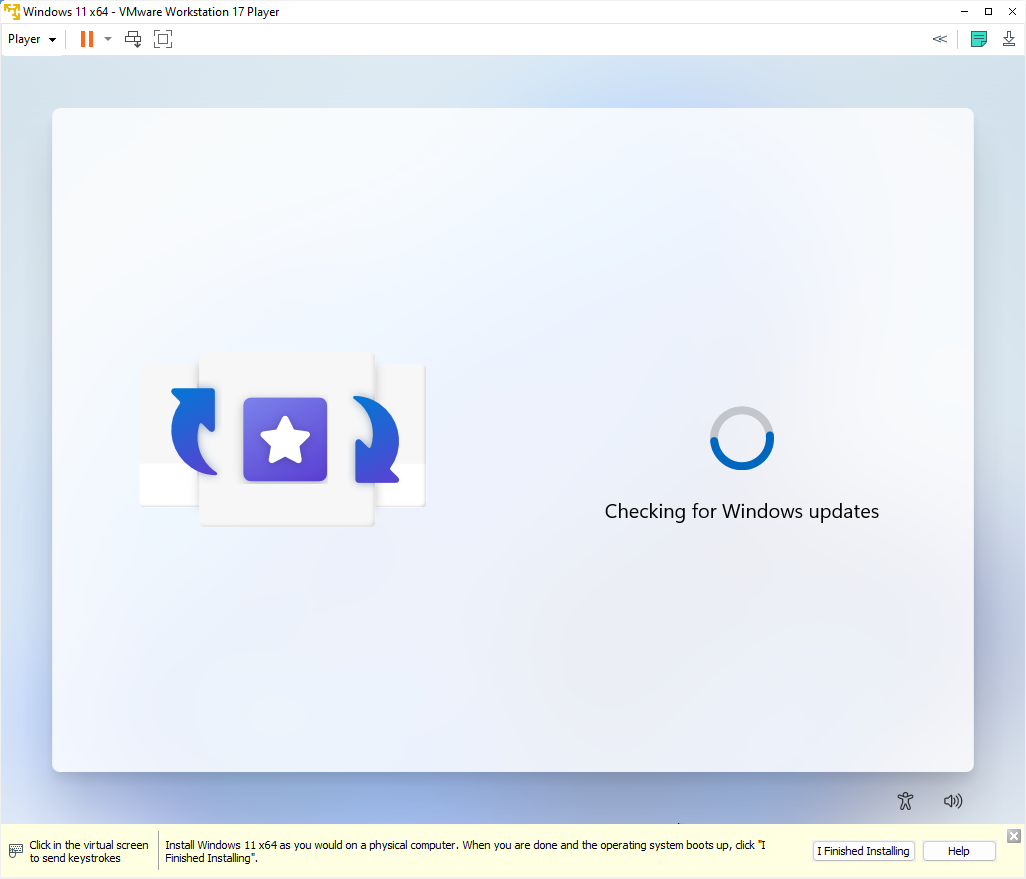 Windows 11 x64 - VMware Workstation 17 Player
Player
Checking for Windows updates
Click in the virtual screen
to send keystrokes
Install Windows 11 x64 as you would on a physical computer. When you are done and the operating system boots up, click "I
Finished Installing".
I Finished Installing
Help